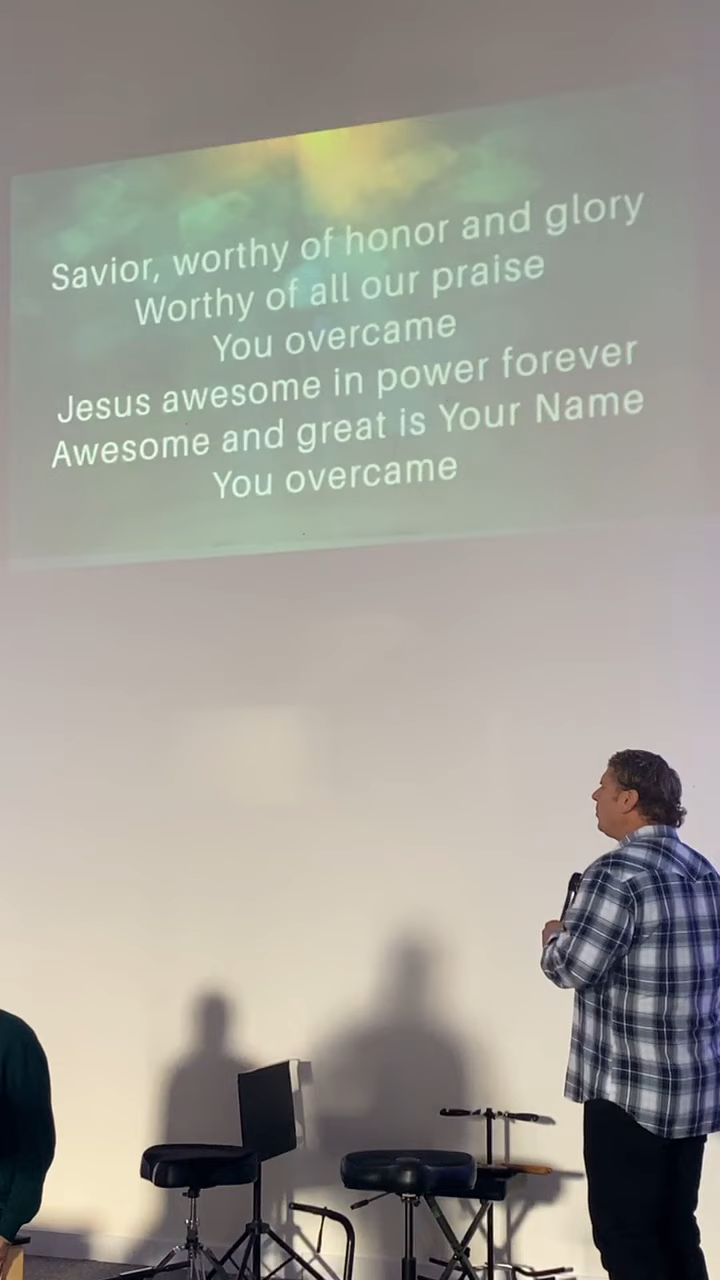 Savior, worthy of honor and glory
Worthy of all our praise
You overcame
Jesus awesome in power forever
Awesome and great is Your Name
You overcame